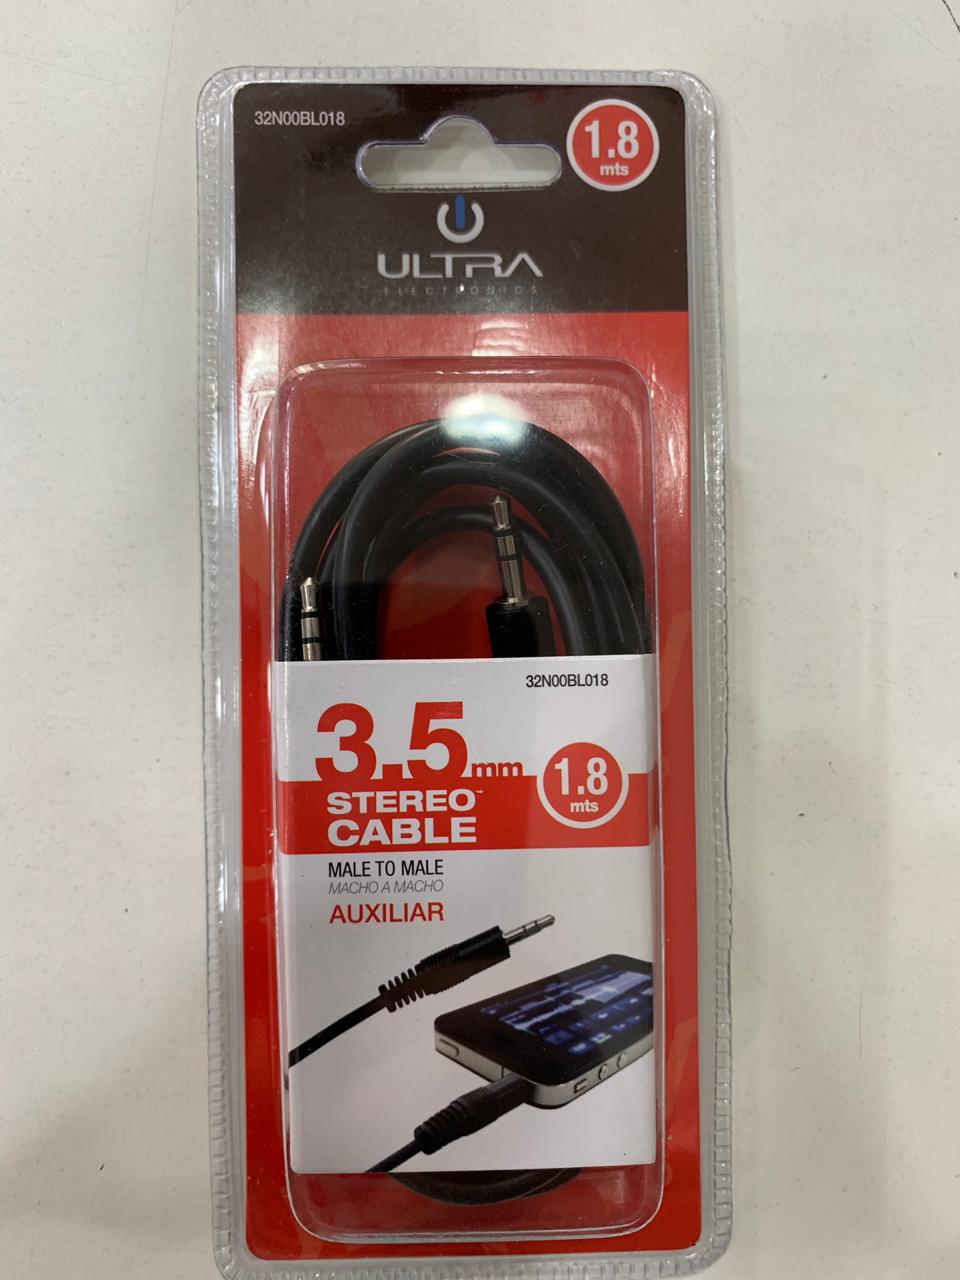 32N00BL018
1.8
mts
ULTRA
ELECTRONICS
32N00BL018
3.5mm
1.8
mts
STEREO
CABLE
MALE TO MALE
MACHO A MACHO
AUXILIAR